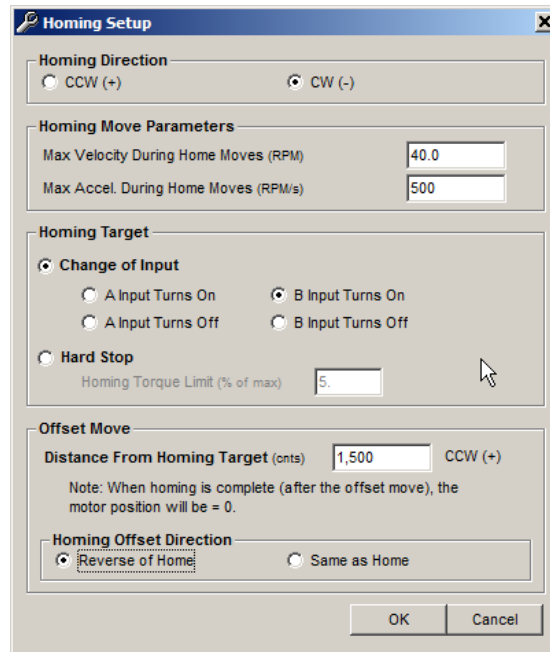 Homing Setup
Homing Direction
CCW (+) CW (-)
Homing Move Parameters
Max Velocity During Home Moves (RPM) 40.0
Max Accel. During Home Moves (RPM/s) 500
Homing Target
Change of Input
A Input Turns On B Input Turns On
A Input Turns Off B Input Turns Off
Hard Stop
Homing Torque Limit (% of max) 5.
Offset Move
Distance From Homing Target (cnts) 1,500 CCW (+)
Note: When homing is complete (after the offset move), the
motor position will be = 0.
Homing Offset Direction
Reverse of Home Same as Home
OK Cancel